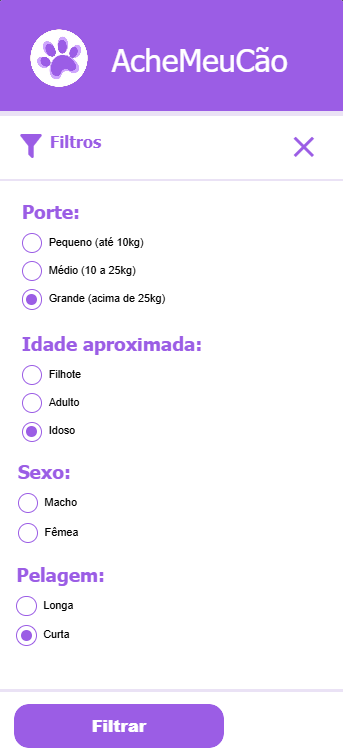 AcheMeuCão
Filtros
Porte:
Pequeno (até 10kg)
Médio (10 a 25kg)
Grande (acima de 25kg)
Idade aproximada:
Filhote
Adulto
Idoso
Sexo:
Macho
Fêmea
Pelagem:
Longa
Curta
Filtrar